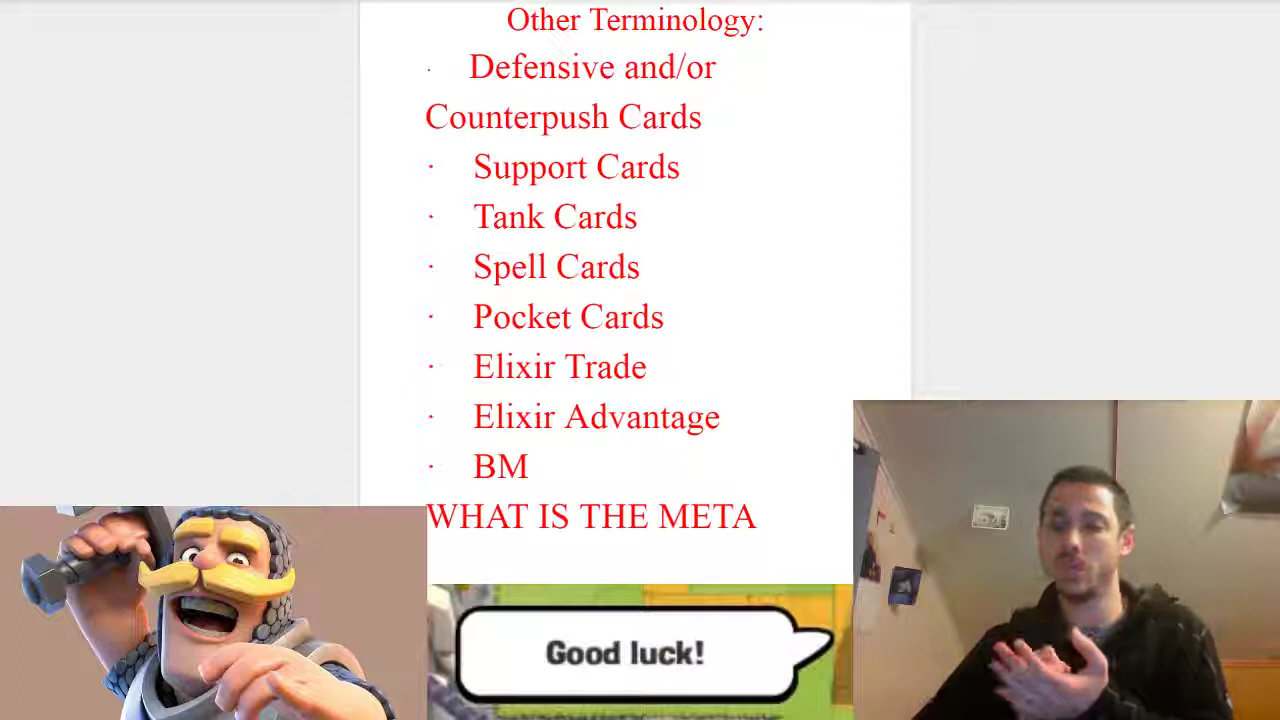 Other Terminology:
· Defensive and/or
Counterpush Cards
· Support Cards
· Tank Cards
· Spell Cards
· Pocket Cards
· Elixir Trade
· Elixir Advantage
· BM
WHAT IS THE META
Good luck!